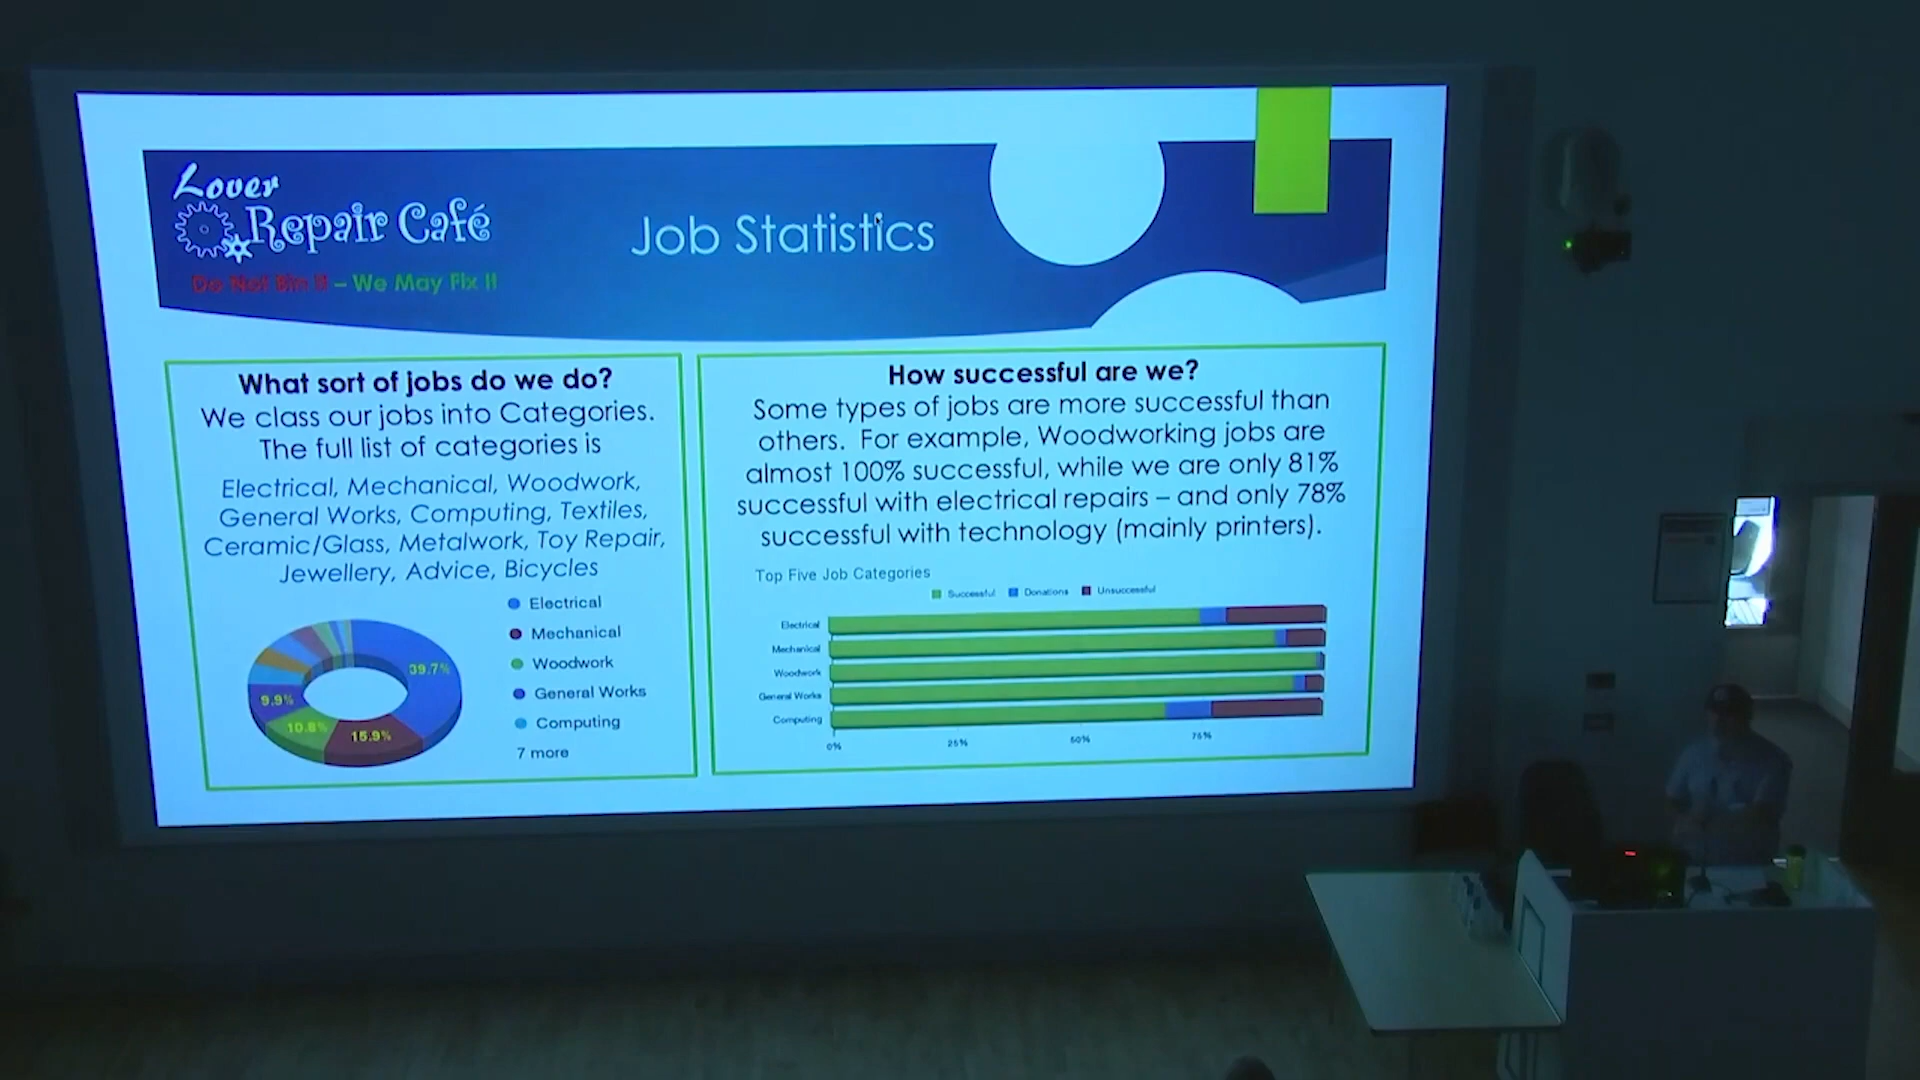 Lover
Repair Café
Do Not Bin It – We May Fix It
Job Statistics
What sort of jobs do we do?
We class our jobs into Categories.
The full list of categories is
Electrical, Mechanical, Woodwork,
General Works, Computing, Textiles,
Ceramic/Glass, Metalwork, Toy Repair,
Jewellery, Advice, Bicycles
Electrical
Mechanical
Woodwork
General Works
Computing
7 more
39.7%
9.9%
10.8%
15.9%
How successful are we?
Some types of jobs are more successful than
others. For example, Woodworking jobs are
almost 100% successful, while we are only 81%
successful with electrical repairs – and only 78%
successful with technology (mainly printers).
Top Five Job Categories
Successful Donations Unsuccessful
Electrical
Mechanical
Woodwork
General Works
Computing
0% 25% 50% 75%